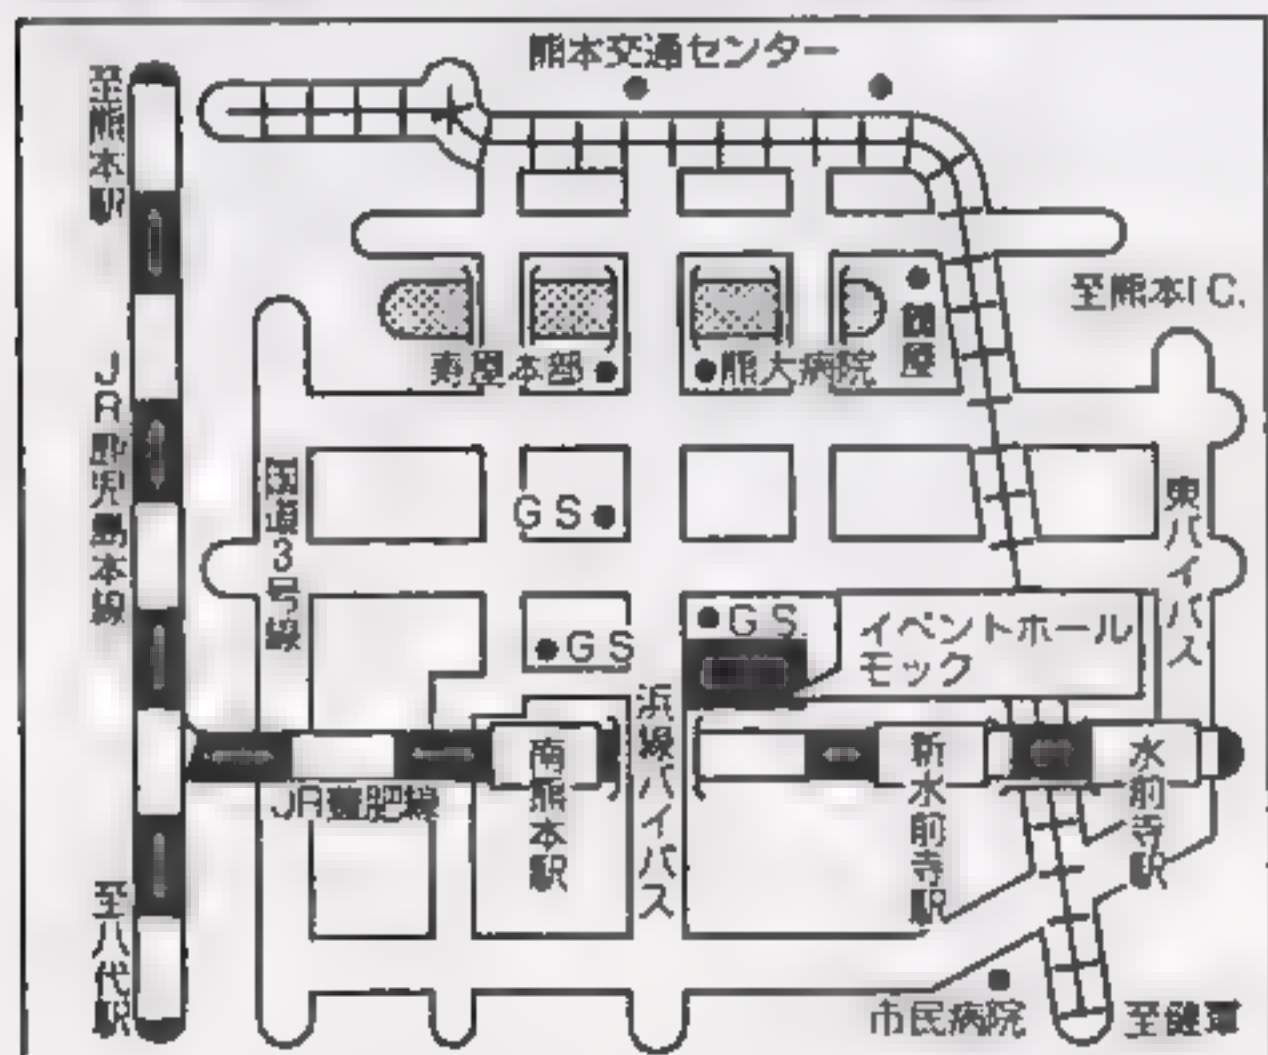 熊本交通センター
至熊本駅
至熊本IC.
鶴屋
寿屋本部
熊大病院
JR鹿児島本線
国道3号線
GS
東バイパス
GS
GS.
イベントホール
モック
浜線バイパス
南熊本駅
新水前寺駅
水前寺駅
JR豊肥線
至八代駅
市民病院
至健軍